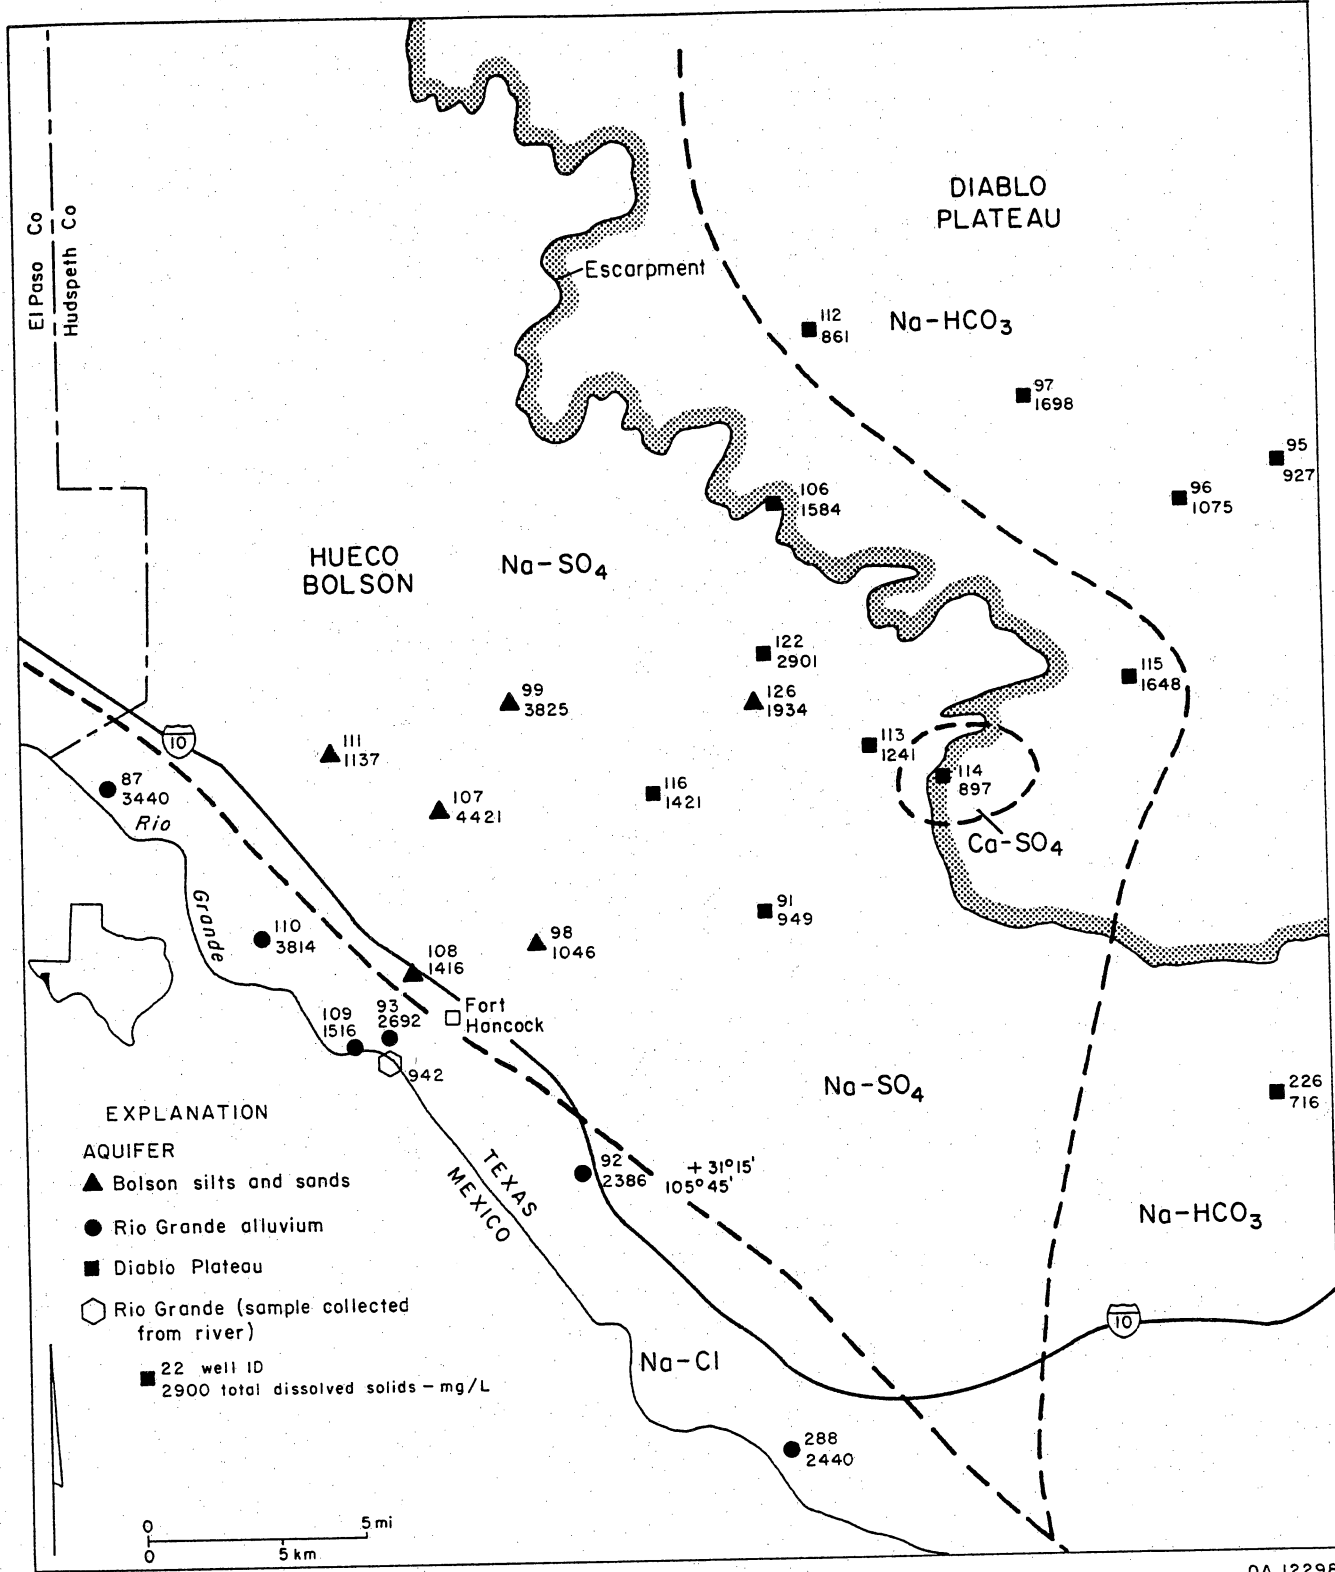 El Paso Co
Hudspeth Co
DIABLO
PLATEAU
Escarpment
112
861
Na-HCO3
97
1698
95
927
96
1075
106
1584
HUECO
BOLSON
Na-SO4
122
2901
115
1648
99
3825
126
1934
10
111
1137
113
1241
114
897
87
3440
107
4421
116
1421
Rio
Grande
Ca-SO4
91
949
110
3814
98
1046
108
1416
93
2692
109
1516
Fort
Hancock
942
Na-SO4
226
716
EXPLANATION
AQUIFER
Bolson silts and sands
Rio Grande alluvium
Diablo Plateau
Rio Grande (sample collected
from river)
22 well ID
2900 total dissolved solids – mg/L
TEXAS
MEXICO
92
2386
+ 31°15'
105°45'
Na-HCO3
10
Na-Cl
288
2440
0 5 mi
0 5 km
QA 12298